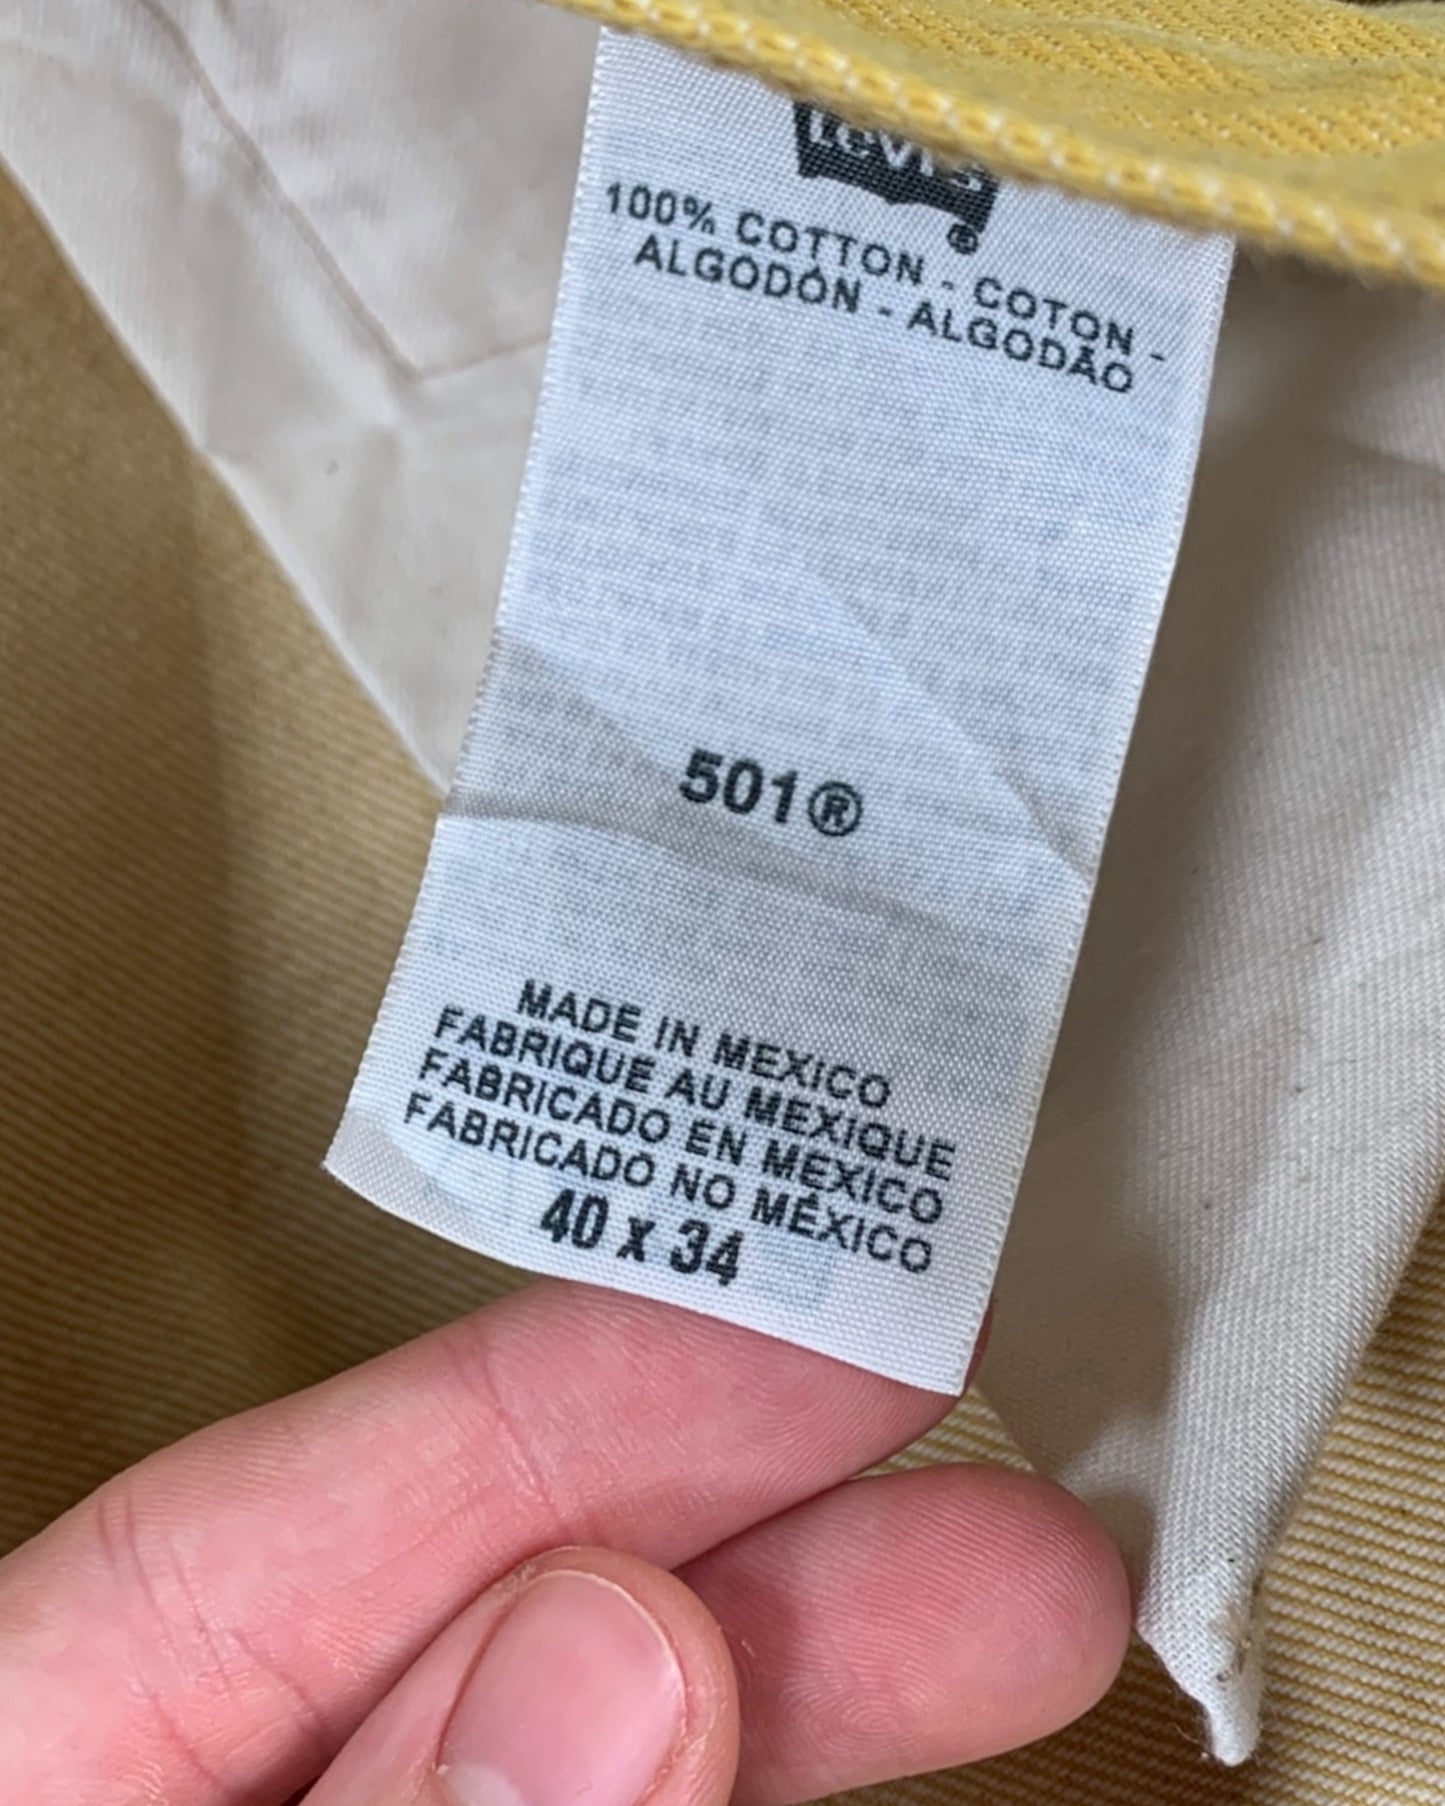 Levi's
®
100% COTTON - COTON -
ALGODÓN - ALGODÃO
501®
MADE IN MEXICO
FABRIQUE AU MEXIQUE
FABRICADO EN MEXICO
FABRICADO NO MÉXICO
40 x 34